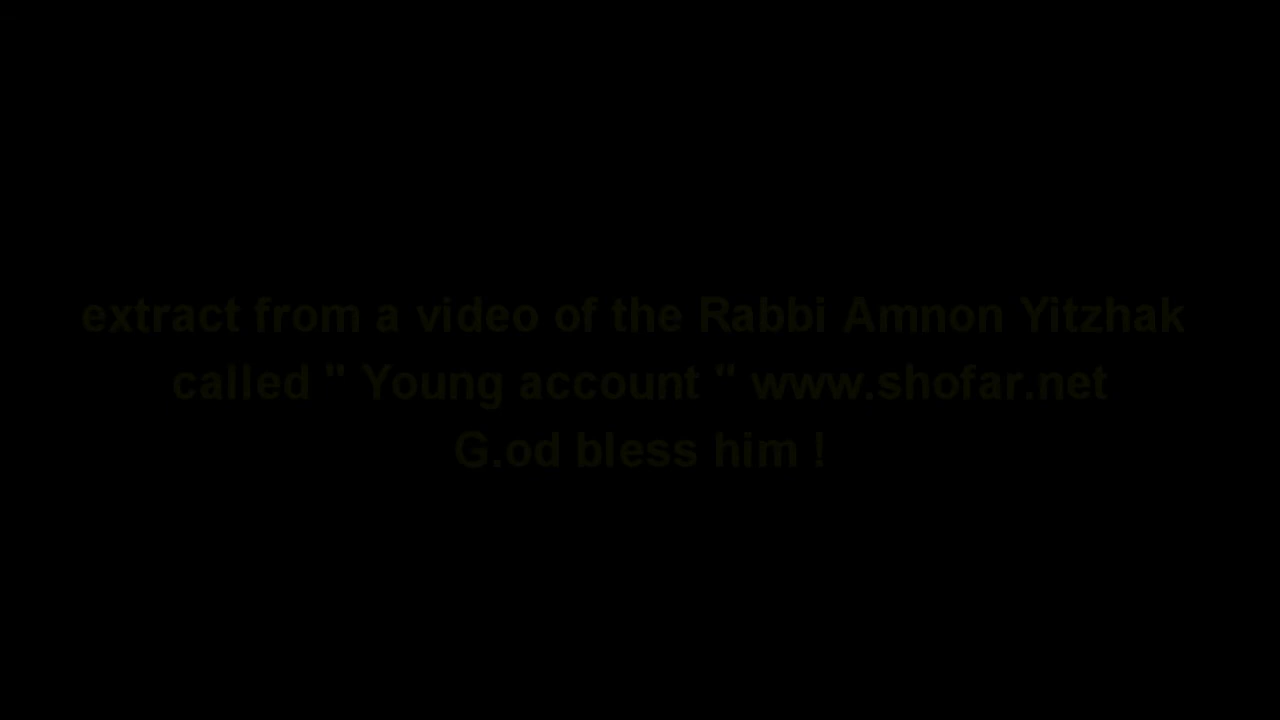 extract from a video of the Rabbi Amnon Yitzhak
called " Young account " www.shofar.net
G.od bless him !